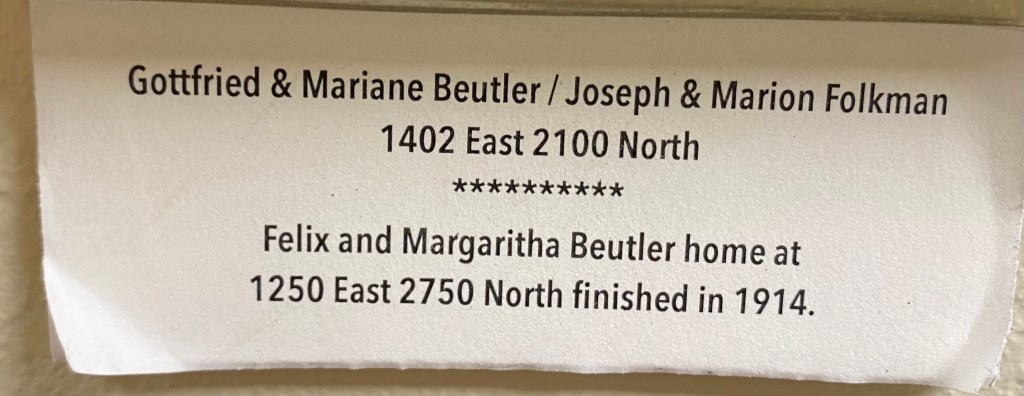 Gottfried & Mariane Beutler / Joseph & Marion Folkman
1402 East 2100 North
**********
Felix and Margaritha Beutler home at
1250 East 2750 North finished in 1914.